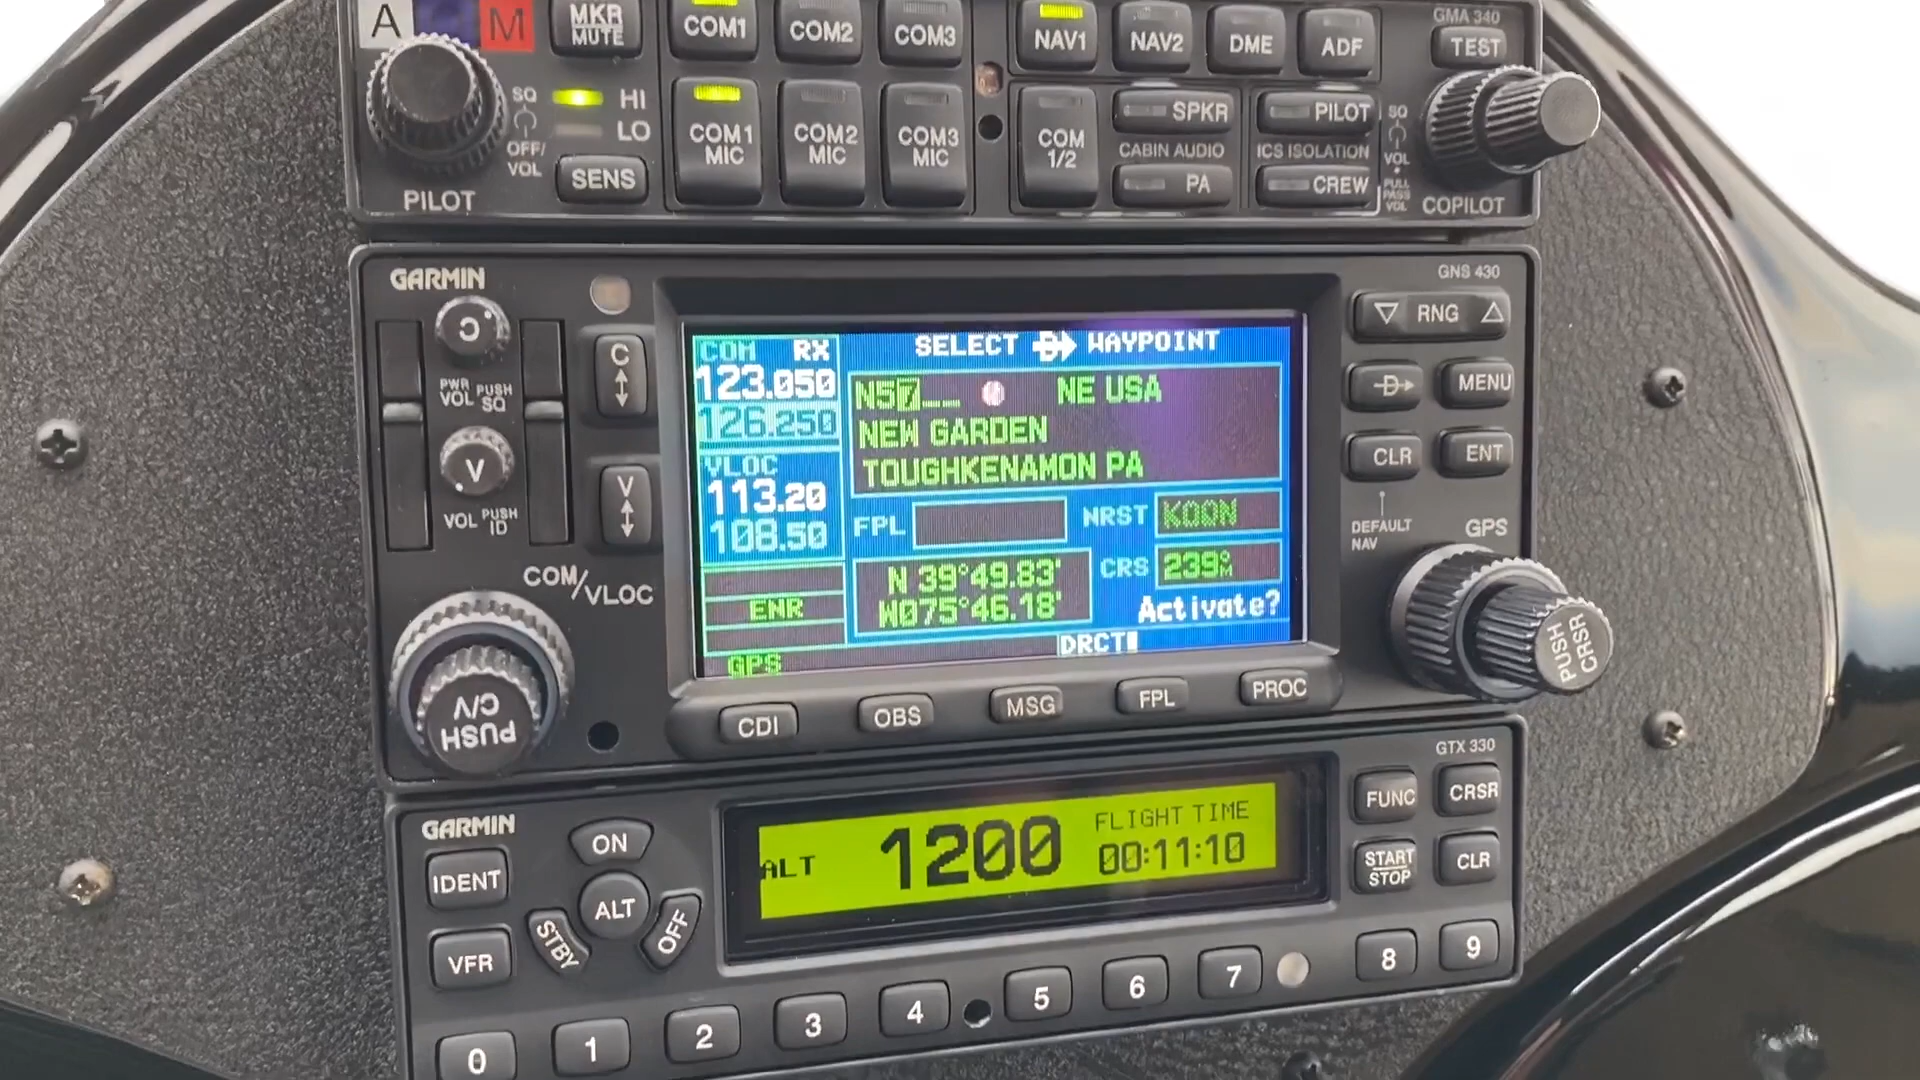 A M
MKR
MUTE
COM1
COM2
COM3
NAV1
NAV2
DME
ADF
GMA 340
TEST
SQ
OFF/
VOL
HI
LO
SENS
PILOT
COM1
MIC
COM2
MIC
COM3
MIC
COM
1/2
SPKR
CABIN AUDIO
PA
PILOT
ICS ISOLATION
CREW
SQ
VOL
PULL
PASS
VOL
COPILOT
GARMIN
GNS 430
C
PWR
VOL
PUSH
SQ
C
V
VOL
PUSH
ID
V
COM/VLOC
PUSH
C/V
COM RX
123.050
126.250
VLOC
113.20
108.50
ENR
GPS
SELECT D WAYPOINT
N57__ NE USA
NEW GARDEN
TOUGHKENAMON PA
FPL
NRST KOQN
N 39°49.83'
W075°46.18'
CRS 239°M
Activate?
DRCT
RNG
D
MENU
CLR
ENT
DEFAULT
NAV
GPS
PUSH
CRSR
CDI
OBS
MSG
FPL
PROC
GARMIN
GTX 330
IDENT
ON
ALT
STBY
OFF
VFR
ALT
1200
FLIGHT TIME
00:11:10
FUNC
CRSR
START
STOP
CLR
0 1 2 3 4 5 6 7 8 9